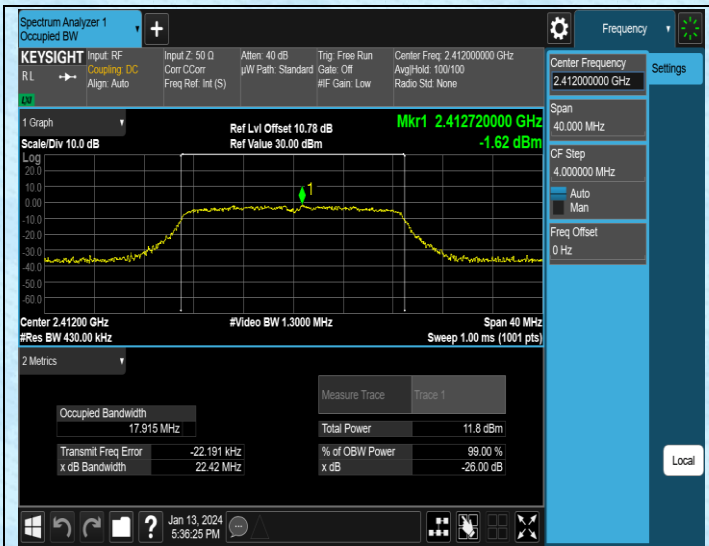 Spectrum Analyzer 1
Occupied BW
+
Frequency
KEYSIGHT
RL
LXI
Input: RF
Coupling: DC
Align: Auto
Input Z: 50 Ω
Corr CCorr
Freq Ref: Int (S)
Atten: 40 dB
µW Path: Standard
Trig: Free Run
Gate: Off
#IF Gain: Low
Center Freq: 2.412000000 GHz
Avg|Hold: 100/100
Radio Std: None
1 Graph
Scale/Div 10.0 dB
Ref Lvl Offset 10.78 dB
Ref Value 30.00 dBm
Mkr1 2.412720000 GHz
-1.62 dBm
Log
20.0
10.0
0.00
-10.0
-20.0
-30.0
-40.0
-50.0
-60.0
1
Center 2.41200 GHz
#Res BW 430.00 kHz
#Video BW 1.3000 MHz
Span 40 MHz
Sweep 1.00 ms (1001 pts)
2 Metrics
Measure Trace
Trace 1
Occupied Bandwidth
17.915 MHz
Total Power
11.8 dBm
Transmit Freq Error
-22.191 kHz
% of OBW Power
99.00 %
x dB Bandwidth
22.42 MHz
x dB
-26.00 dB
Center Frequency
2.412000000 GHz
Span
40.000 MHz
CF Step
4.000000 MHz
Auto
Man
Freq Offset
0 Hz
Settings
Local
?
Jan 13, 2024
5:36:25 PM